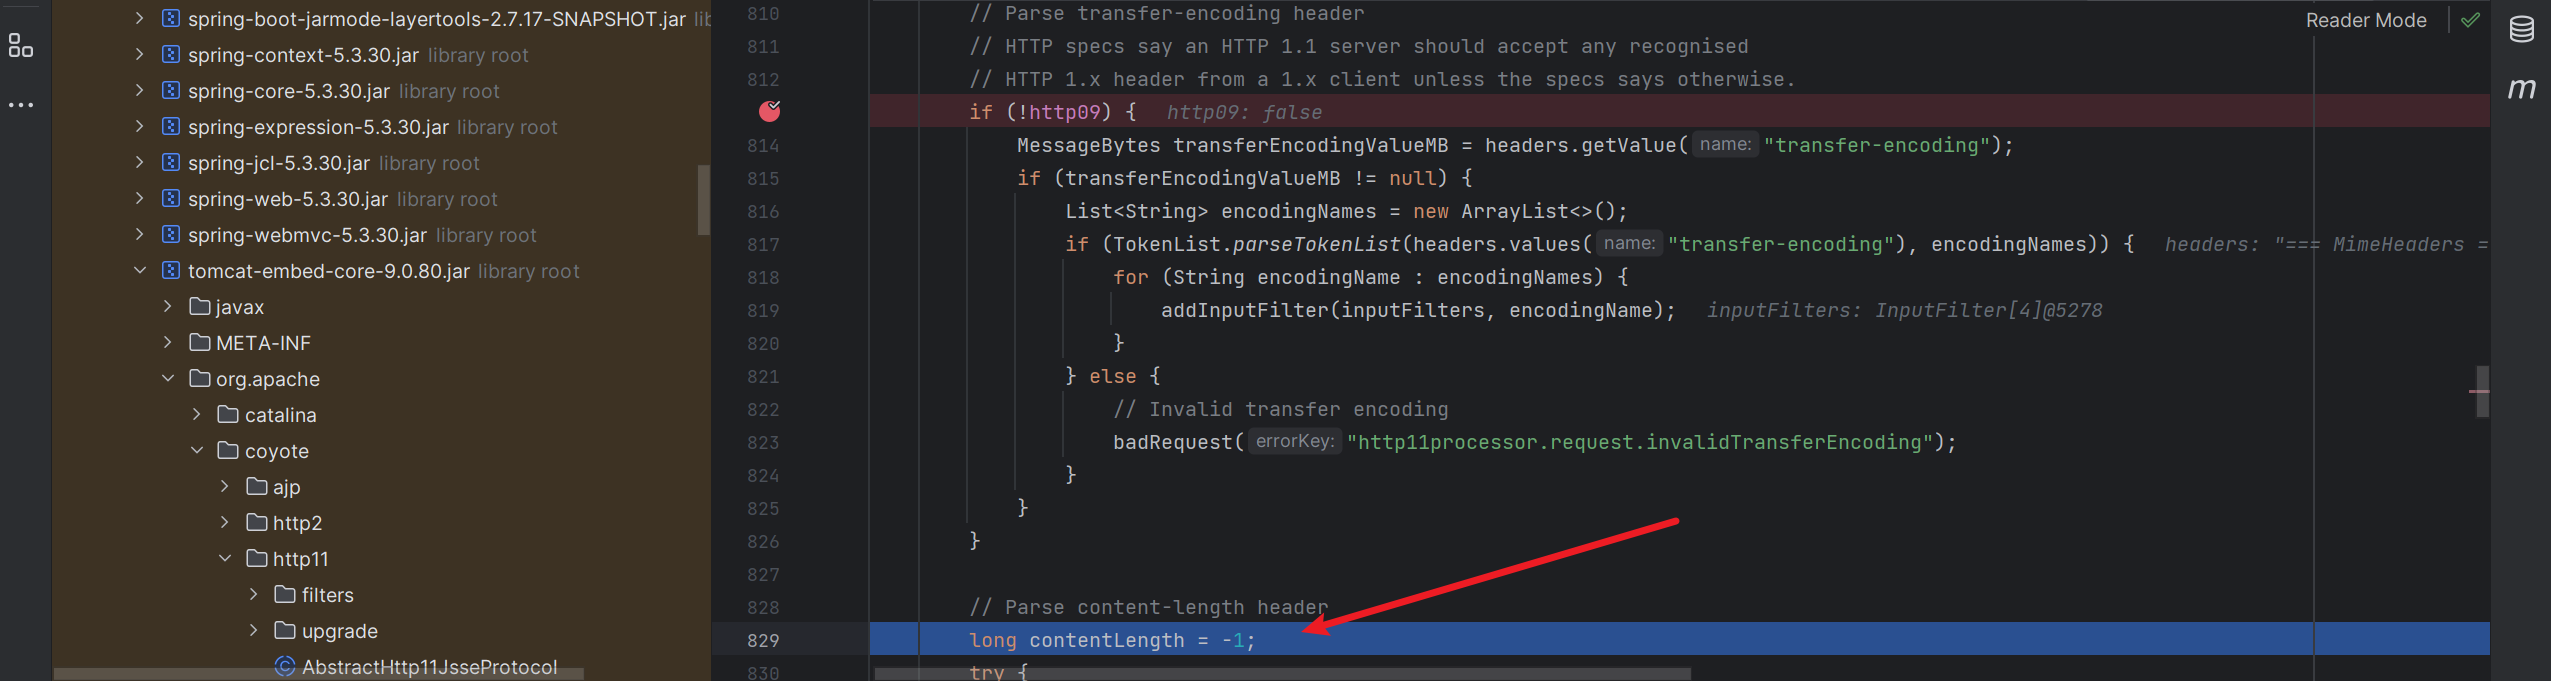 spring-boot-jarmode-layertools-2.7.17-SNAPSHOT.jar lib
spring-context-5.3.30.jar library root
spring-core-5.3.30.jar library root
spring-expression-5.3.30.jar library root
spring-jcl-5.3.30.jar library root
spring-web-5.3.30.jar library root
spring-webmvc-5.3.30.jar library root
tomcat-embed-core-9.0.80.jar library root
javax
META-INF
org.apache
catalina
coyote
ajp
http2
http11
filters
upgrade
AbstractHttp11JsseProtocol
Reader Mode
m
810 // Parse transfer-encoding header
811 // HTTP specs say an HTTP 1.1 server should accept any recognised
812 // HTTP 1.x header from a 1.x client unless the specs says otherwise.
if (!http09) { http09: false
814 MessageBytes transferEncodingValueMB = headers.getValue( name: "transfer-encoding");
815 if (transferEncodingValueMB != null) {
816 List<String> encodingNames = new ArrayList<>();
817 if (TokenList.parseTokenList(headers.values( name: "transfer-encoding"), encodingNames)) { headers: "=== MimeHeaders =
818 for (String encodingName : encodingNames) {
819 addInputFilter(inputFilters, encodingName); inputFilters: InputFilter[4]@5278
820 }
821 } else {
822 // Invalid transfer encoding
823 badRequest( errorKey: "http11processor.request.invalidTransferEncoding");
824 }
825 }
826 }
827
828 // Parse content-length header
829 long contentLength = -1;
830 try {